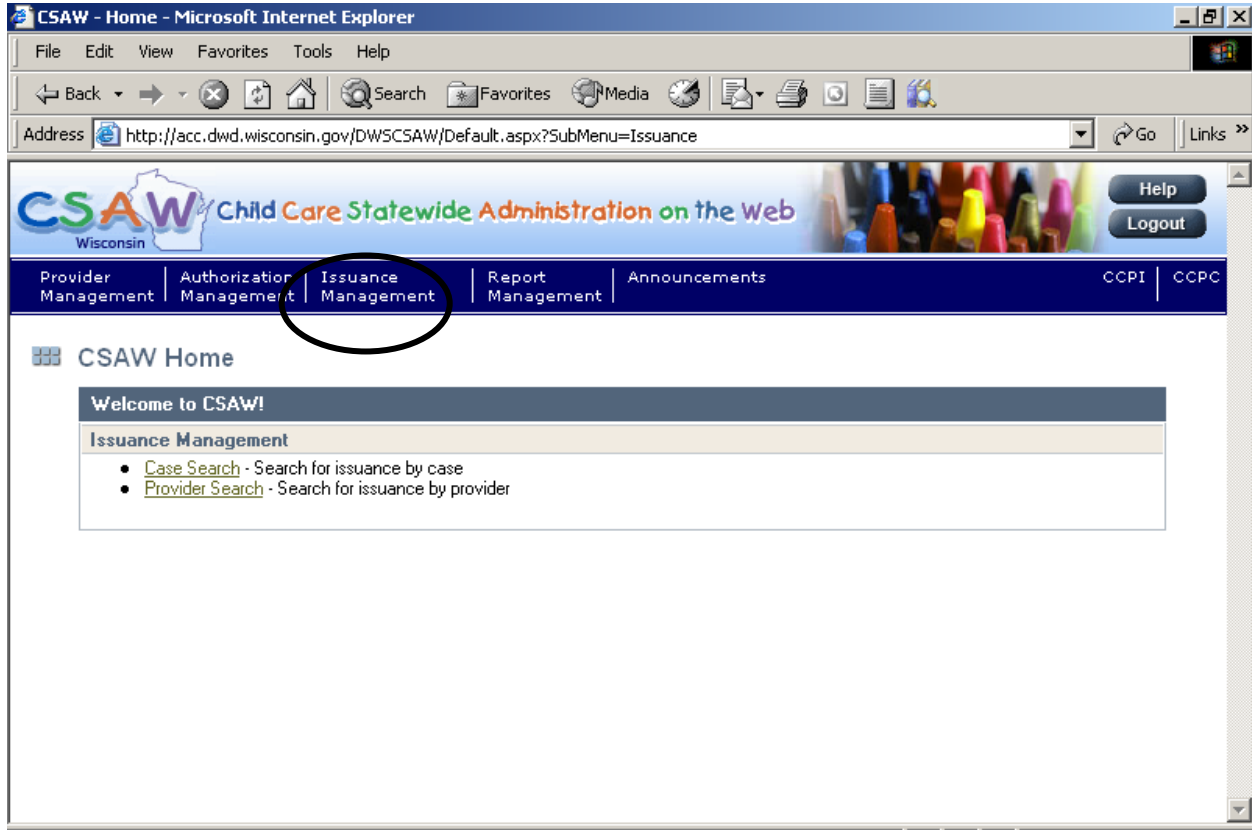 CSAW - Home - Microsoft Internet Explorer
File Edit View Favorites Tools Help
Back Search Favorites Media
Address http://acc.dwd.wisconsin.gov/DWSCSAW/Default.aspx?SubMenu=Issuance Go Links »
CSAW Child Care Statewide Administration on the Web
Wisconsin
Help
Logout
Provider Management
Authorization Management
Issuance Management
Report Management
Announcements
CCPI
CCPC
CSAW Home
Welcome to CSAW!
Issuance Management
• Case Search - Search for issuance by case
• Provider Search - Search for issuance by provider